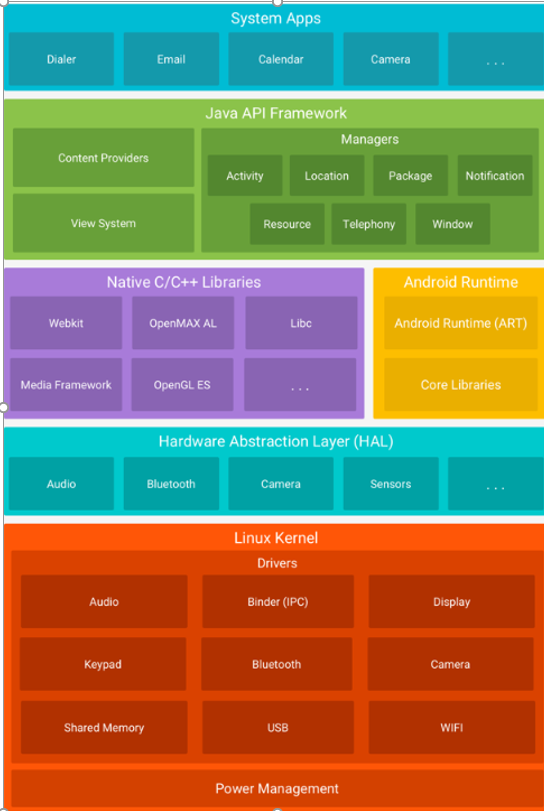 System Apps
Dialer
Email
Calendar
Camera
. . .
Java API Framework
Content Providers
View System
Managers
Activity
Location
Package
Notification
Resource
Telephony
Window
Native C/C++ Libraries
Webkit
OpenMAX AL
Libc
Media Framework
OpenGL ES
. . .
Android Runtime
Android Runtime (ART)
Core Libraries
Hardware Abstraction Layer (HAL)
Audio
Bluetooth
Camera
Sensors
. . .
Linux Kernel
Drivers
Audio
Binder (IPC)
Display
Keypad
Bluetooth
Camera
Shared Memory
USB
WIFI
Power Management